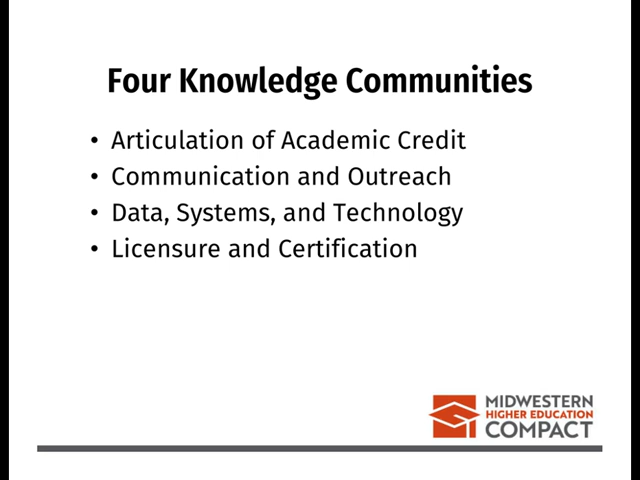 Four Knowledge Communities
• Articulation of Academic Credit
• Communication and Outreach
• Data, Systems, and Technology
• Licensure and Certification
MIDWESTERN
HIGHER EDUCATION
COMPACT